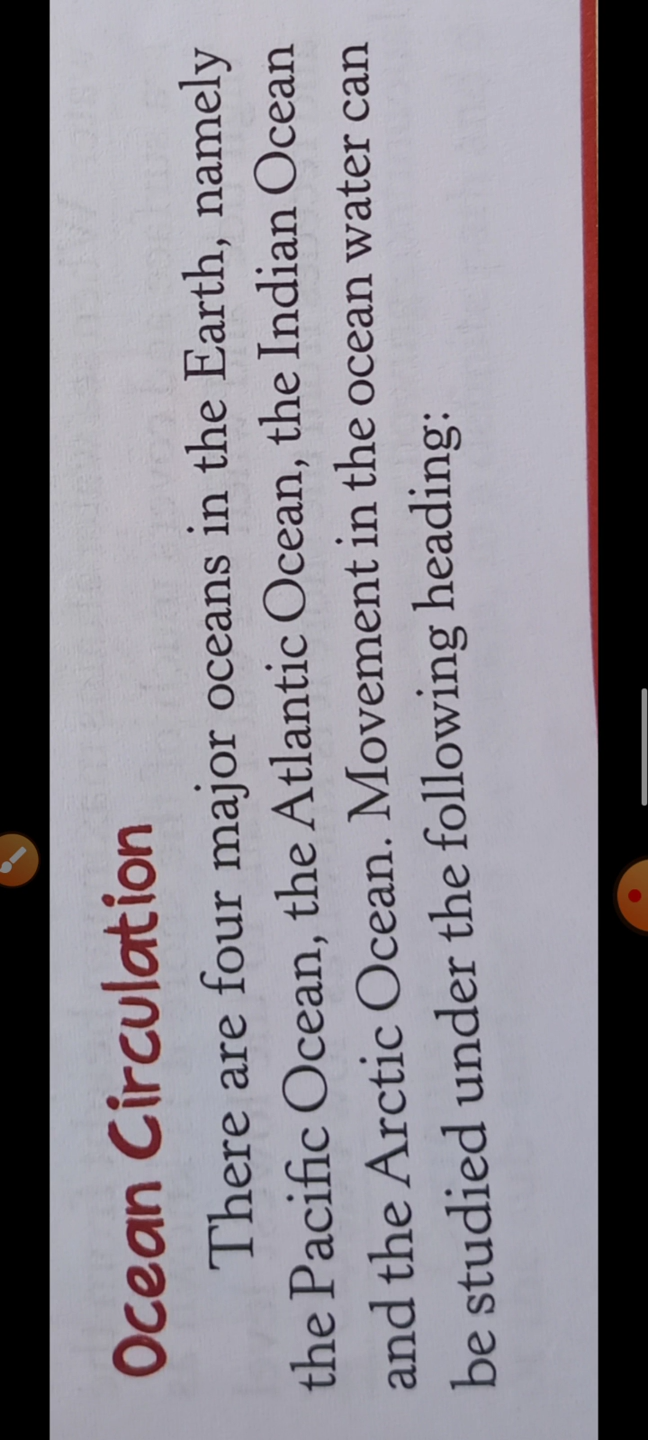 Ocean Circulation
There are four major oceans in the Earth, namely
the Pacific Ocean, the Atlantic Ocean, the Indian Ocean
and the Arctic Ocean. Movement in the ocean water can
be studied under the following heading: